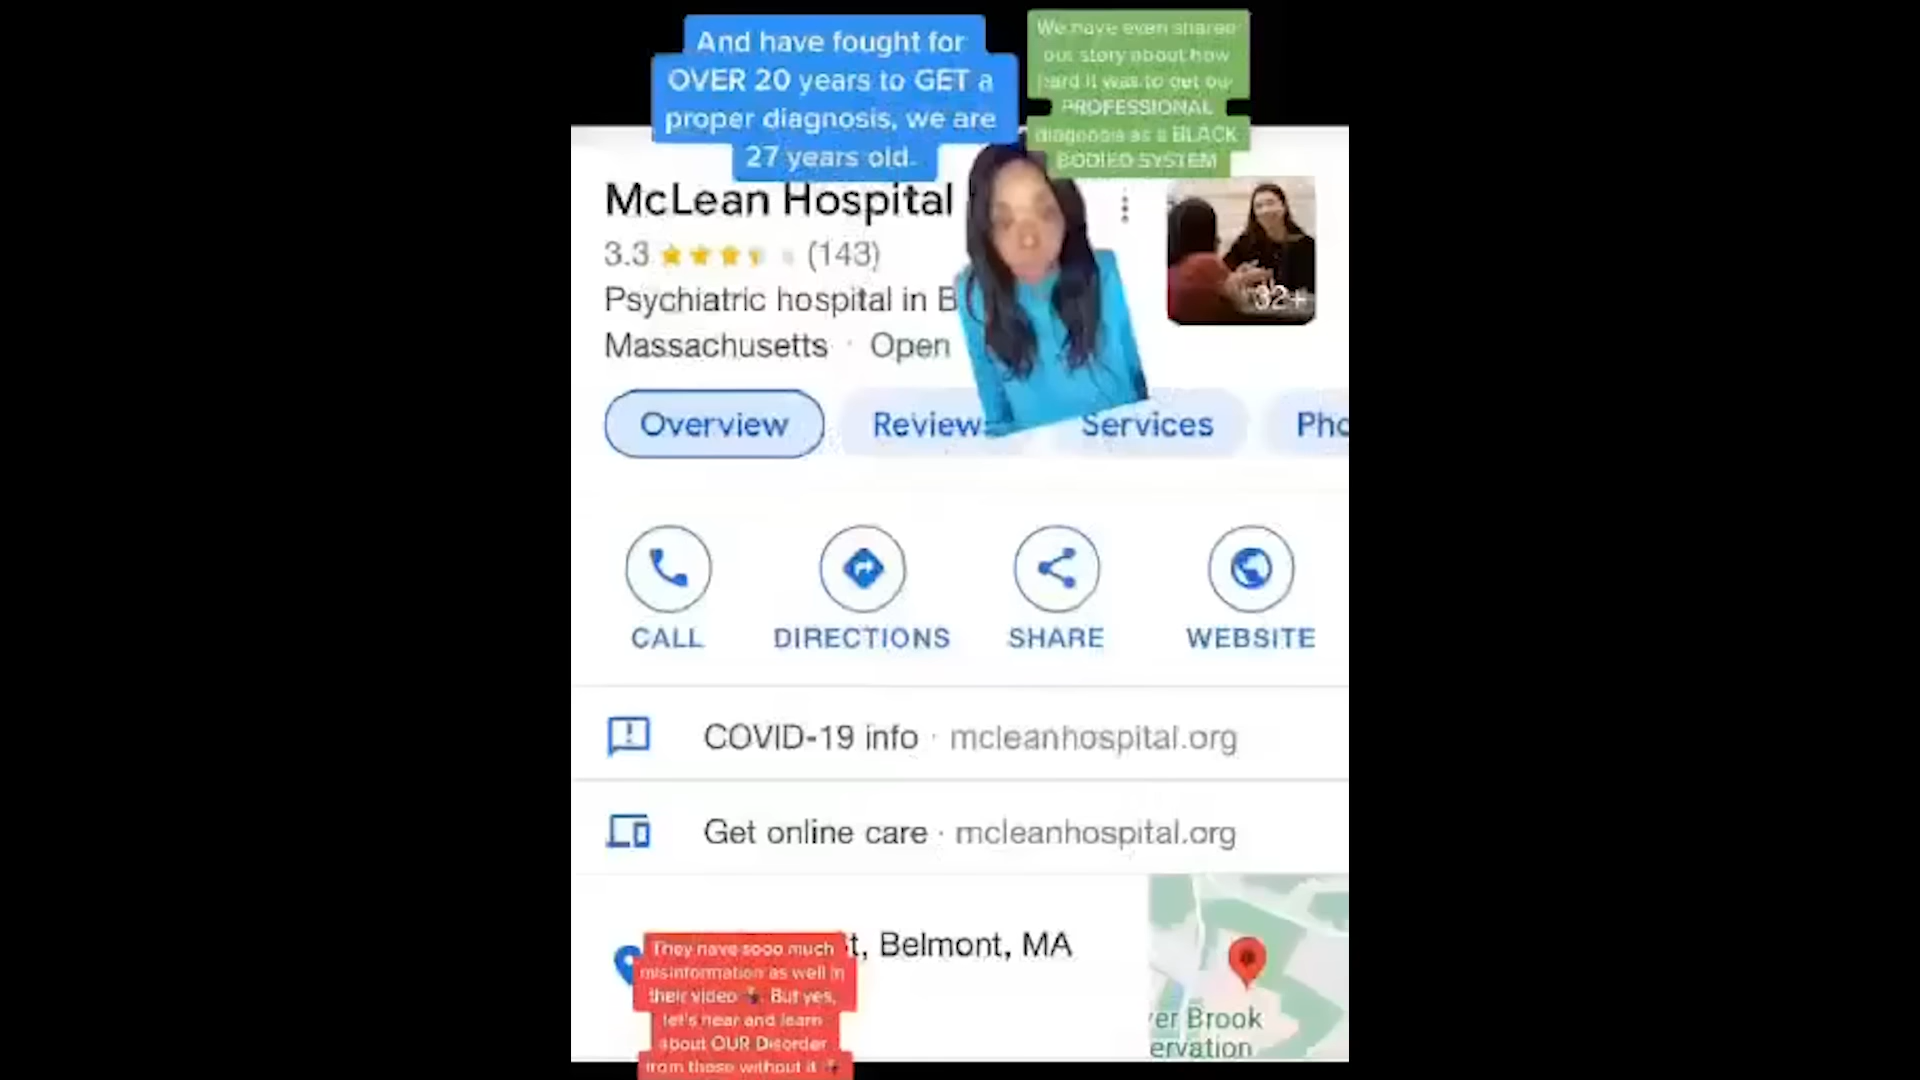 And have fought for
OVER 20 years to GET a
proper diagnosis, we are
27 years old.
We have even shared
our story about how
hard it was to get our
PROFESSIONAL
diagnosis as a BLACK
BODIED SYSTEM
McLean Hospital
3.3 (143)
Psychiatric hospital in B
Massachusetts · Open
32+
Overview
Review
Services
Pho
CALL
DIRECTIONS
SHARE
WEBSITE
COVID-19 info · mcleanhospital.org
Get online care · mcleanhospital.org
t, Belmont, MA
They have sooo much
misinformation as well in
their video. But yes,
let's hear and learn
about OUR Disorder
from those without it
er Brook
ervation